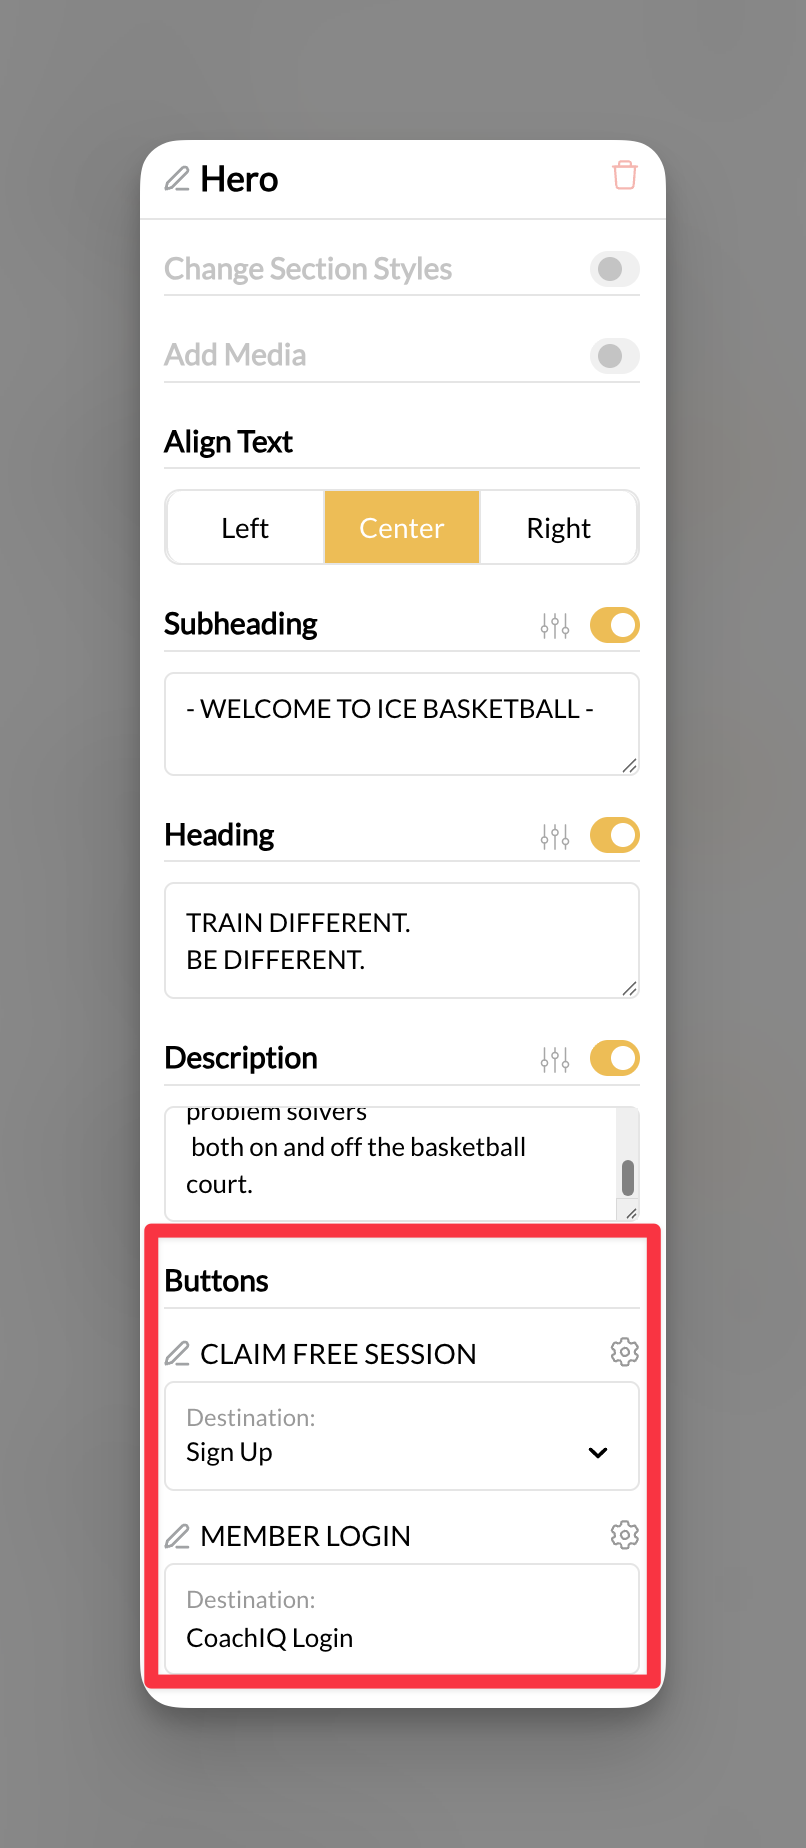 Hero
Change Section Styles
Add Media
Align Text
Left Center Right
Subheading
- WELCOME TO ICE BASKETBALL -
Heading
TRAIN DIFFERENT.
BE DIFFERENT.
Description
problem solvers
both on and off the basketball
court.
Buttons
CLAIM FREE SESSION
Destination:
Sign Up
MEMBER LOGIN
Destination:
CoachIQ Login